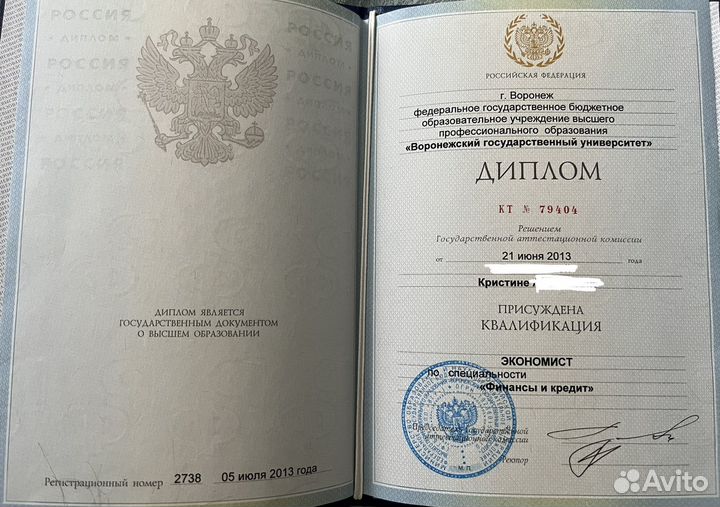 РОССИЯ
ДИПЛОМ
РОССИЯ
ДИПЛОМ ЯВЛЯЕТСЯ
ГОСУДАРСТВЕННЫМ ДОКУМЕНТОМ
О ВЫСШЕМ ОБРАЗОВАНИИ
Регистрационный номер 2738 05 июля 2013 года
РОССИЙСКАЯ ФЕДЕРАЦИЯ
г. Воронеж
федеральное государственное бюджетное
образовательное учреждение высшего
профессионального образования
«Воронежский государственный университет»
ДИПЛОМ
КТ № 79404
Решением
Государственной аттестационной комиссии
от 21 июня 2013 года
Кристине
ПРИСУЖДЕНА
КВАЛИФИКАЦИЯ
ЭКОНОМИСТ
по специальности
«Финансы и кредит»
Председатель Государственной
аттестационной комиссии
Ректор
М.П.
Avito